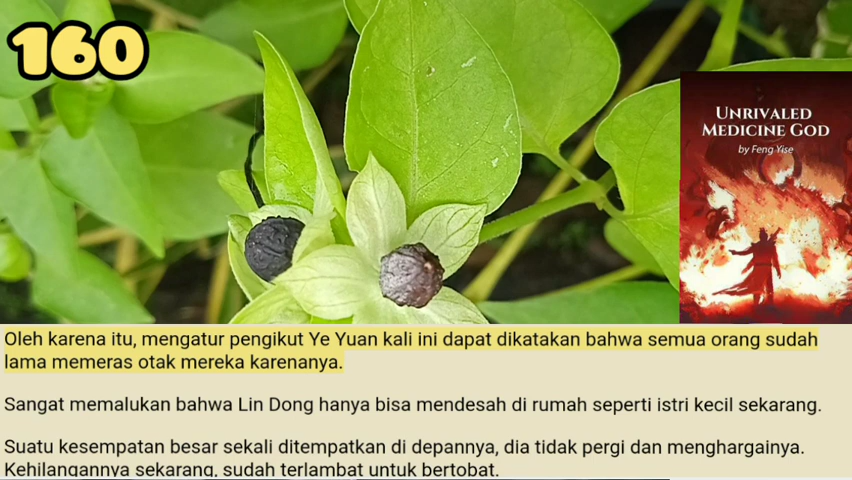 160
UNRIVALED
MEDICINE GOD
by Feng Yise
Oleh karena itu, mengatur pengikut Ye Yuan kali ini dapat dikatakan bahwa semua orang sudah
lama memeras otak mereka karenanya.
Sangat memalukan bahwa Lin Dong hanya bisa mendesah di rumah seperti istri kecil sekarang.
Suatu kesempatan besar sekali ditempatkan di depannya, dia tidak pergi dan menghargainya.
Kehilangannya sekarang, sudah terlambat untuk bertobat.